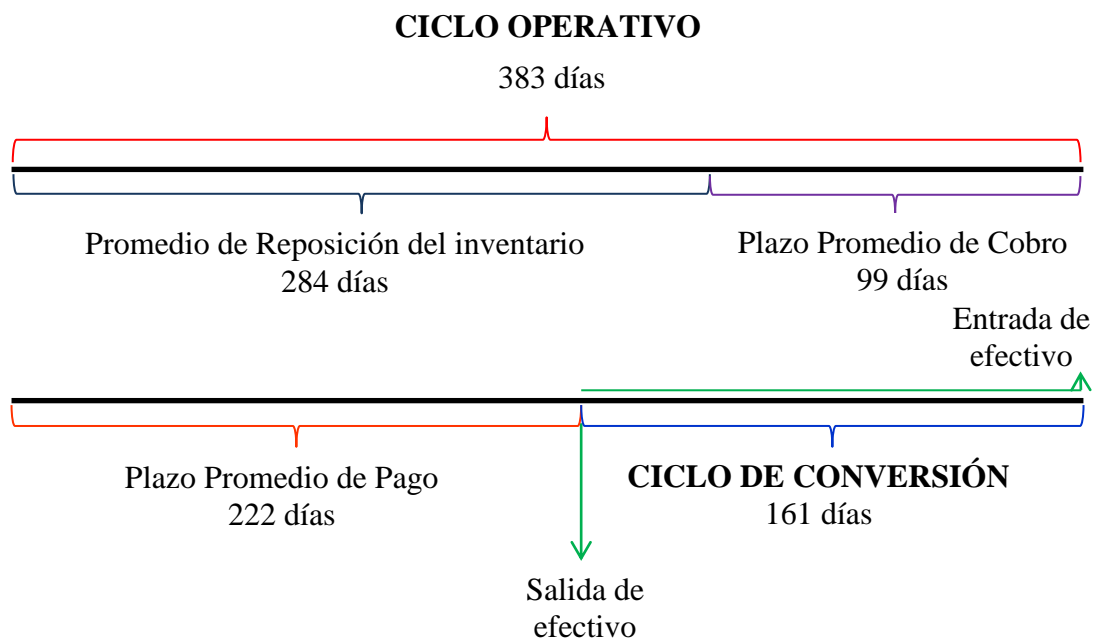 CICLO OPERATIVO
383 días
Promedio de Reposición del inventario
284 días
Plazo Promedio de Cobro
99 días
Entrada de
efectivo
Plazo Promedio de Pago
222 días
CICLO DE CONVERSIÓN
161 días
Salida de
efectivo